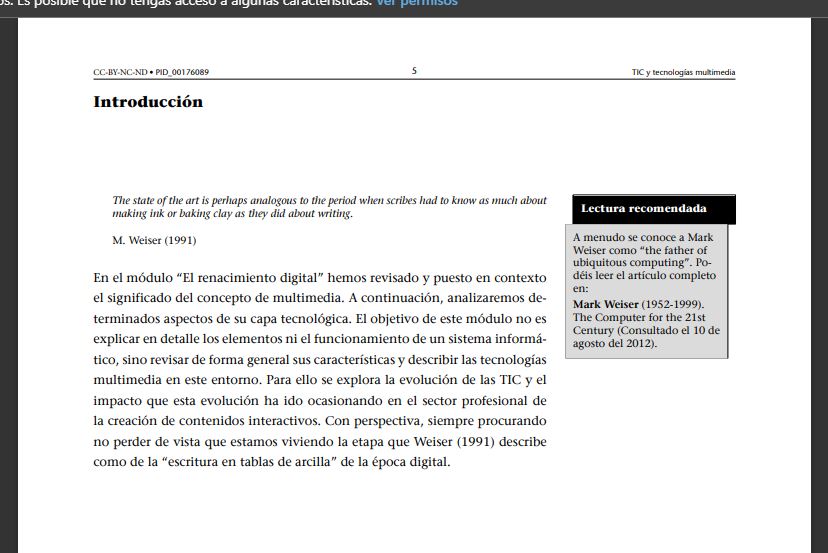 os. Es posible que no tengas acceso a algunas características. Ver permisos
CC-BY-NC-ND • PID_00176089
5
TIC y tecnologías multimedia
Introducción
The state of the art is perhaps analogous to the period when scribes had to know as much about
making ink or baking clay as they did about writing.
M. Weiser (1991)
En el módulo “El renacimiento digital” hemos revisado y puesto en contexto
el significado del concepto de multimedia. A continuación, analizaremos de-
terminados aspectos de su capa tecnológica. El objetivo de este módulo no es
explicar en detalle los elementos ni el funcionamiento de un sistema informá-
tico, sino revisar de forma general sus características y describir las tecnologías
multimedia en este entorno. Para ello se explora la evolución de las TIC y el
impacto que esta evolución ha ido ocasionando en el sector profesional de
la creación de contenidos interactivos. Con perspectiva, siempre procurando
no perder de vista que estamos viviendo la etapa que Weiser (1991) describe
como de la “escritura en tablas de arcilla” de la época digital.
Lectura recomendada
A menudo se conoce a Mark
Weiser como “the father of
ubiquitous computing”. Po-
déis leer el artículo completo
en:
Mark Weiser (1952-1999).
The Computer for the 21st
Century (Consultado el 10 de
agosto del 2012).